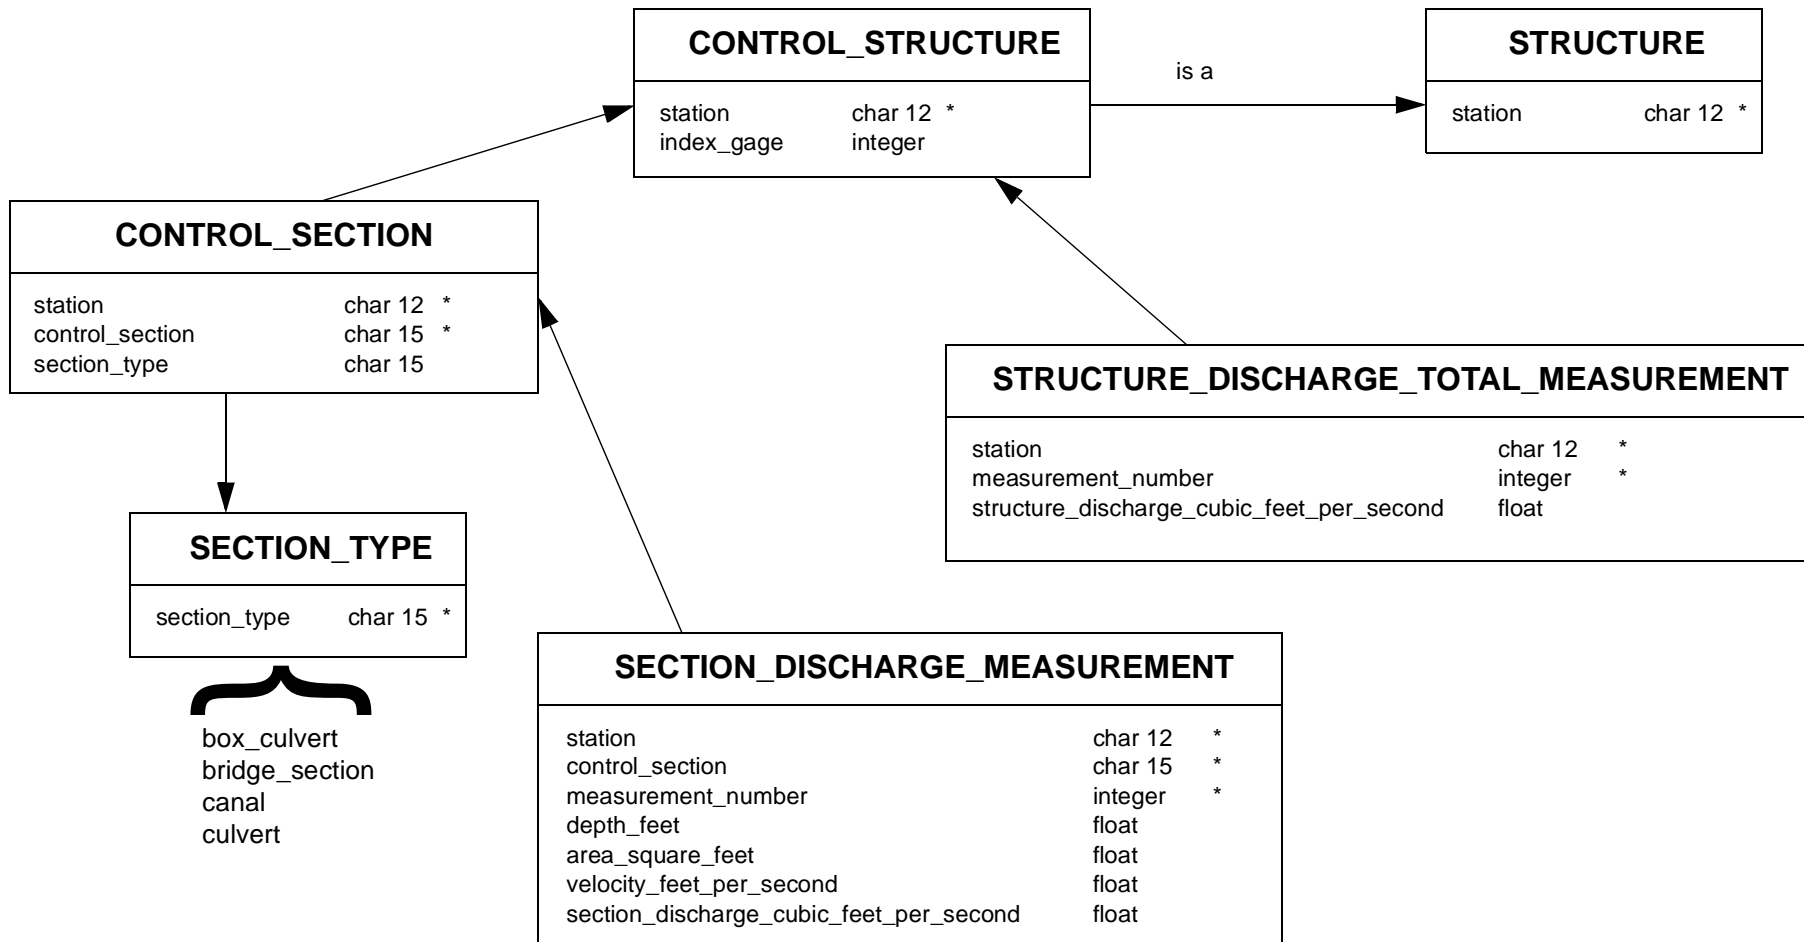 CONTROL_STRUCTURE
station char 12 *
index_gage integer
is a
STRUCTURE
station char 12 *
CONTROL_SECTION
station char 12 *
control_section char 15 *
section_type char 15
STRUCTURE_DISCHARGE_TOTAL_MEASUREMENT
station char 12 *
measurement_number integer *
structure_discharge_cubic_feet_per_second float
SECTION_TYPE
section_type char 15 *
box_culvert
bridge_section
canal
culvert
SECTION_DISCHARGE_MEASUREMENT
station char 12 *
control_section char 15 *
measurement_number integer *
depth_feet float
area_square_feet float
velocity_feet_per_second float
section_discharge_cubic_feet_per_second float